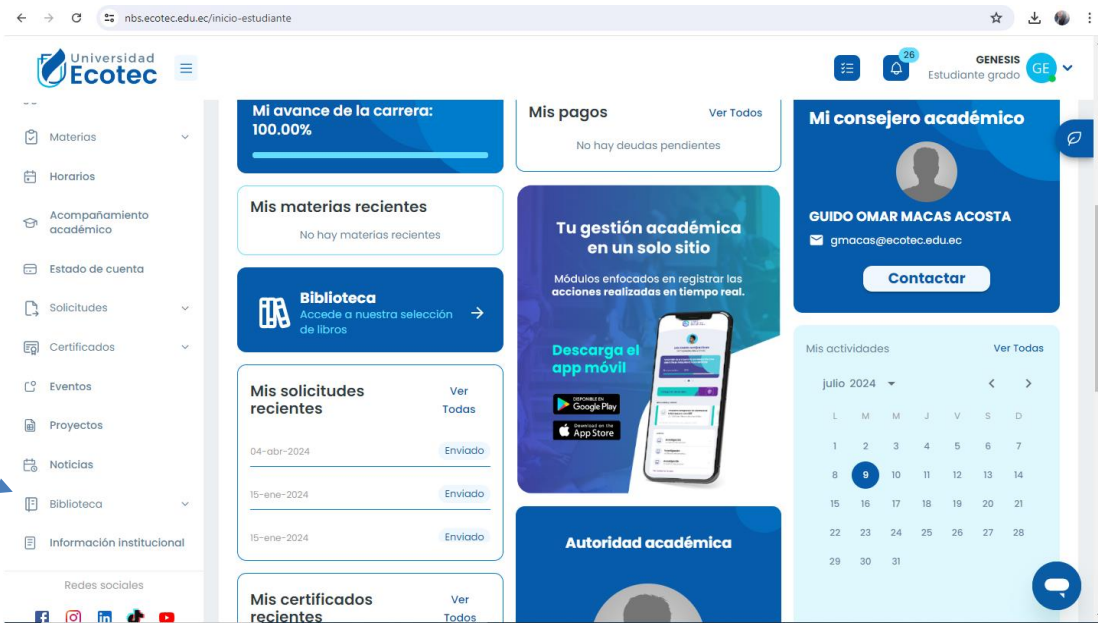 nbs.ecotec.edu.ec/inicio-estudiante
Universidad
Ecotec
26
GENESIS
Estudiante grado
GE
Materias
Horarios
Acompañamiento
académico
Estado de cuenta
Solicitudes
Certificados
Eventos
Proyectos
Noticias
Biblioteca
Información institucional
Redes sociales
Mi avance de la carrera:
100.00%
Mis materias recientes
No hay materias recientes
Biblioteca
Accede a nuestra selección
de libros
Mis solicitudes
recientes
Ver
Todas
04-abr-2024 Enviado
15-ene-2024 Enviado
15-ene-2024 Enviado
Mis certificados
recientes
Ver
Todos
Mis pagos Ver Todos
No hay deudas pendientes
Tu gestión académica
en un solo sitio
Módulos enfocados en registrar las
acciones realizadas en tiempo real.
Descarga el
app móvil
DISPONIBLE EN
Google Play
Download on the
App Store
Autoridad académica
Mi consejero académico
GUIDO OMAR MACAS ACOSTA
gmacas@ecotec.edu.ec
Contactar
Mis actividades Ver Todas
julio 2024
L M M J V S D
1 2 3 4 5 6 7
8 9 10 11 12 13 14
15 16 17 18 19 20 21
22 23 24 25 26 27 28
29 30 31